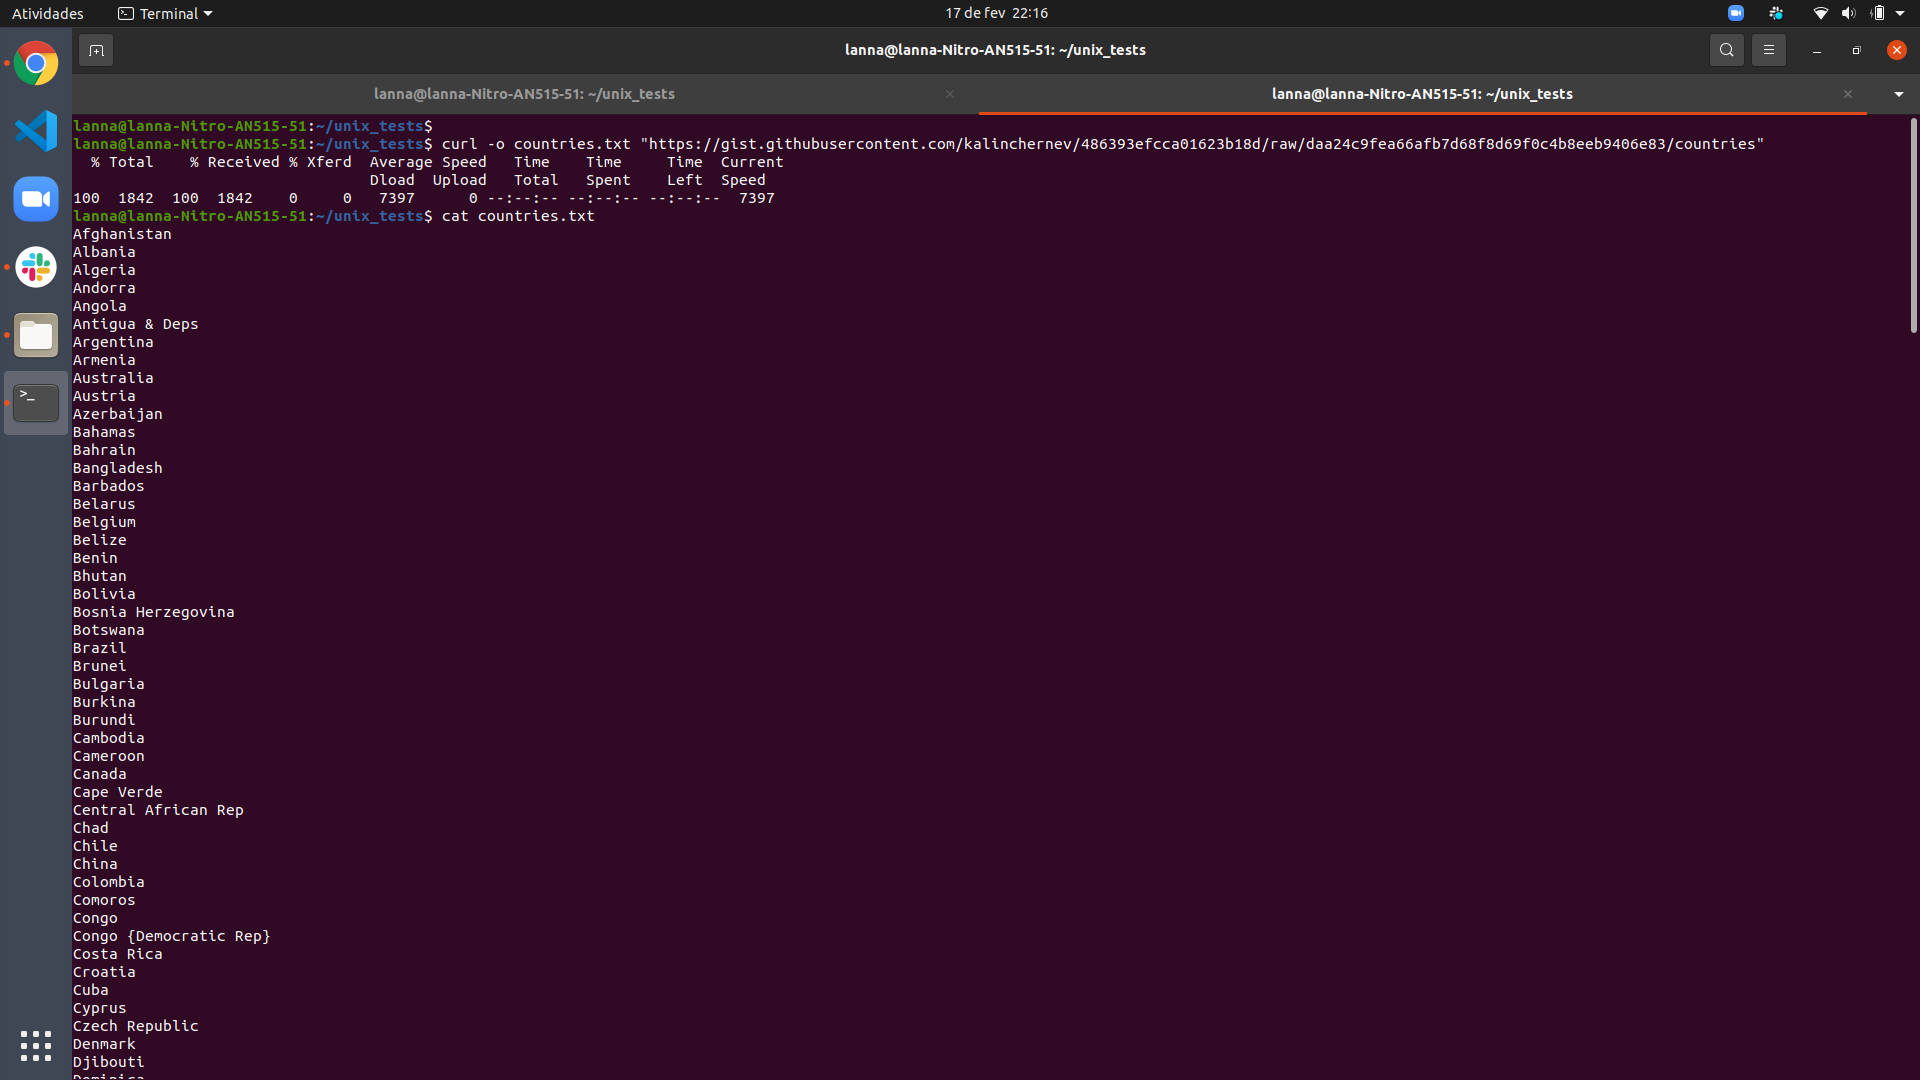 Atividades Terminal 17 de fev 22:16
lanna@lanna-Nitro-AN515-51: ~/unix_tests
lanna@lanna-Nitro-AN515-51: ~/unix_tests lanna@lanna-Nitro-AN515-51: ~/unix_tests
lanna@lanna-Nitro-AN515-51:~/unix_tests$
lanna@lanna-Nitro-AN515-51:~/unix_tests$ curl -o countries.txt "https://gist.githubusercontent.com/kalinchernev/486393efcca01623b18d/raw/daa24c9fea66afb7d68f8d69f0c4b8eeb9406e83/countries"
  % Total    % Received % Xferd  Average Speed   Time    Time     Time  Current
                                 Dload  Upload   Total   Spent    Left  Speed
100  1842  100  1842    0     0   7397      0 --:--:-- --:--:-- --:--:--  7397
lanna@lanna-Nitro-AN515-51:~/unix_tests$ cat countries.txt
Afghanistan
Albania
Algeria
Andorra
Angola
Antigua & Deps
Argentina
Armenia
Australia
Austria
Azerbaijan
Bahamas
Bahrain
Bangladesh
Barbados
Belarus
Belgium
Belize
Benin
Bhutan
Bolivia
Bosnia Herzegovina
Botswana
Brazil
Brunei
Bulgaria
Burkina
Burundi
Cambodia
Cameroon
Canada
Cape Verde
Central African Rep
Chad
Chile
China
Colombia
Comoros
Congo
Congo {Democratic Rep}
Costa Rica
Croatia
Cuba
Cyprus
Czech Republic
Denmark
Djibouti
Dominica